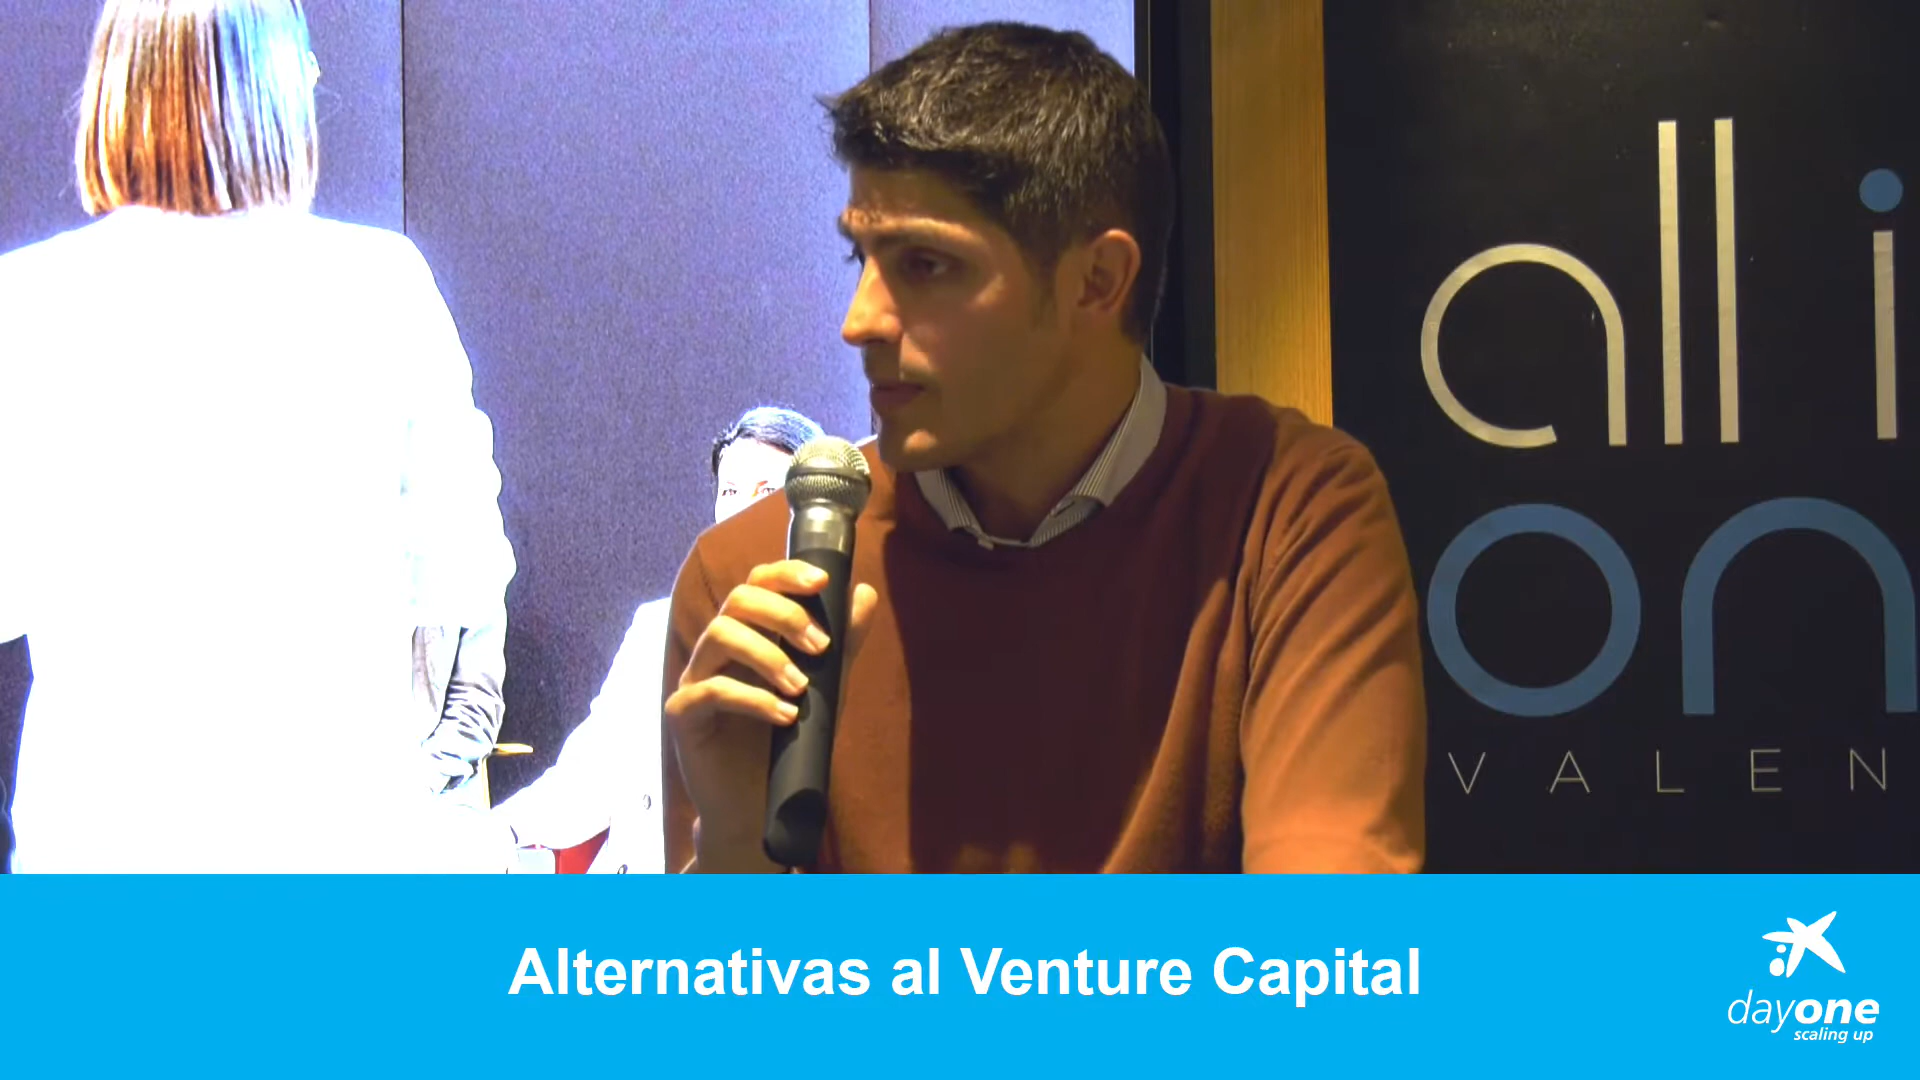 all i
on
VALEN
Alternativas al Venture Capital
dayone
scaling up